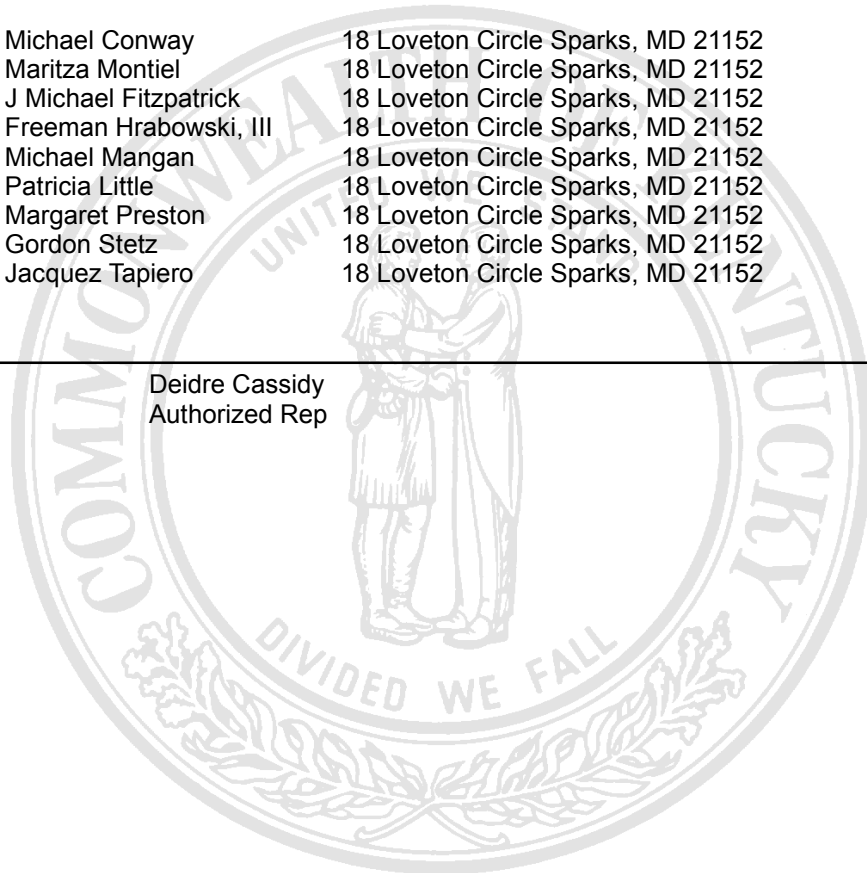 Michael Conway 18 Loveton Circle Sparks, MD 21152
Maritza Montiel 18 Loveton Circle Sparks, MD 21152
J Michael Fitzpatrick 18 Loveton Circle Sparks, MD 21152
Freeman Hrabowski, III 18 Loveton Circle Sparks, MD 21152
Michael Mangan 18 Loveton Circle Sparks, MD 21152
Patricia Little 18 Loveton Circle Sparks, MD 21152
Margaret Preston 18 Loveton Circle Sparks, MD 21152
Gordon Stetz 18 Loveton Circle Sparks, MD 21152
Jacquez Tapiero 18 Loveton Circle Sparks, MD 21152
Deidre Cassidy
Authorized Rep
COMMONWEALTH OF KENTUCKY
UNITED WE STAND
DIVIDED WE FALL